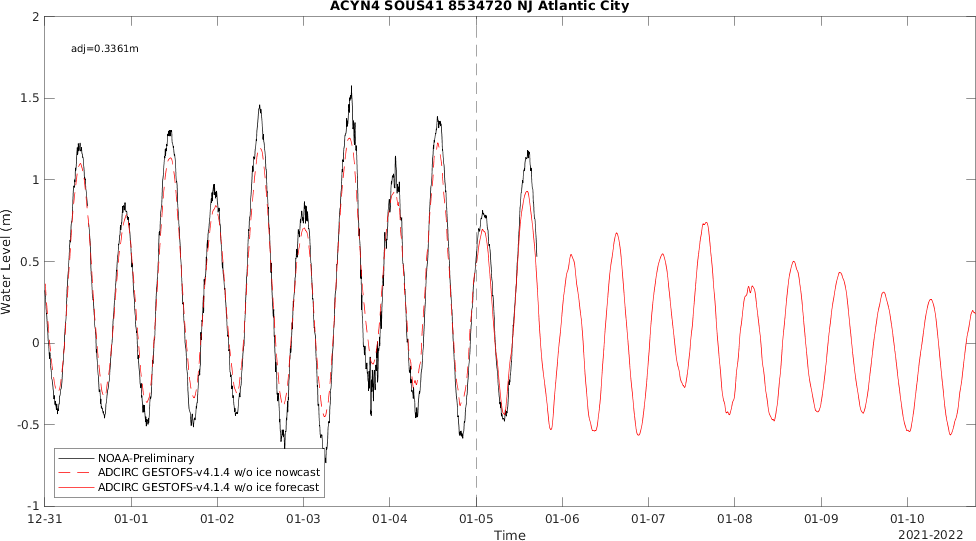 ACYN4 SOUS41 8534720 NJ Atlantic City
adj=0.3361m
2
1.5
1
0.5
0
-0.5
-1
Water Level (m)
NOAA-Preliminary
ADCIRC GESTOFS-v4.1.4 w/o ice nowcast
ADCIRC GESTOFS-v4.1.4 w/o ice forecast
12-31 01-01 01-02 01-03 01-04 01-05 01-06 01-07 01-08 01-09 01-10
Time
2021-2022